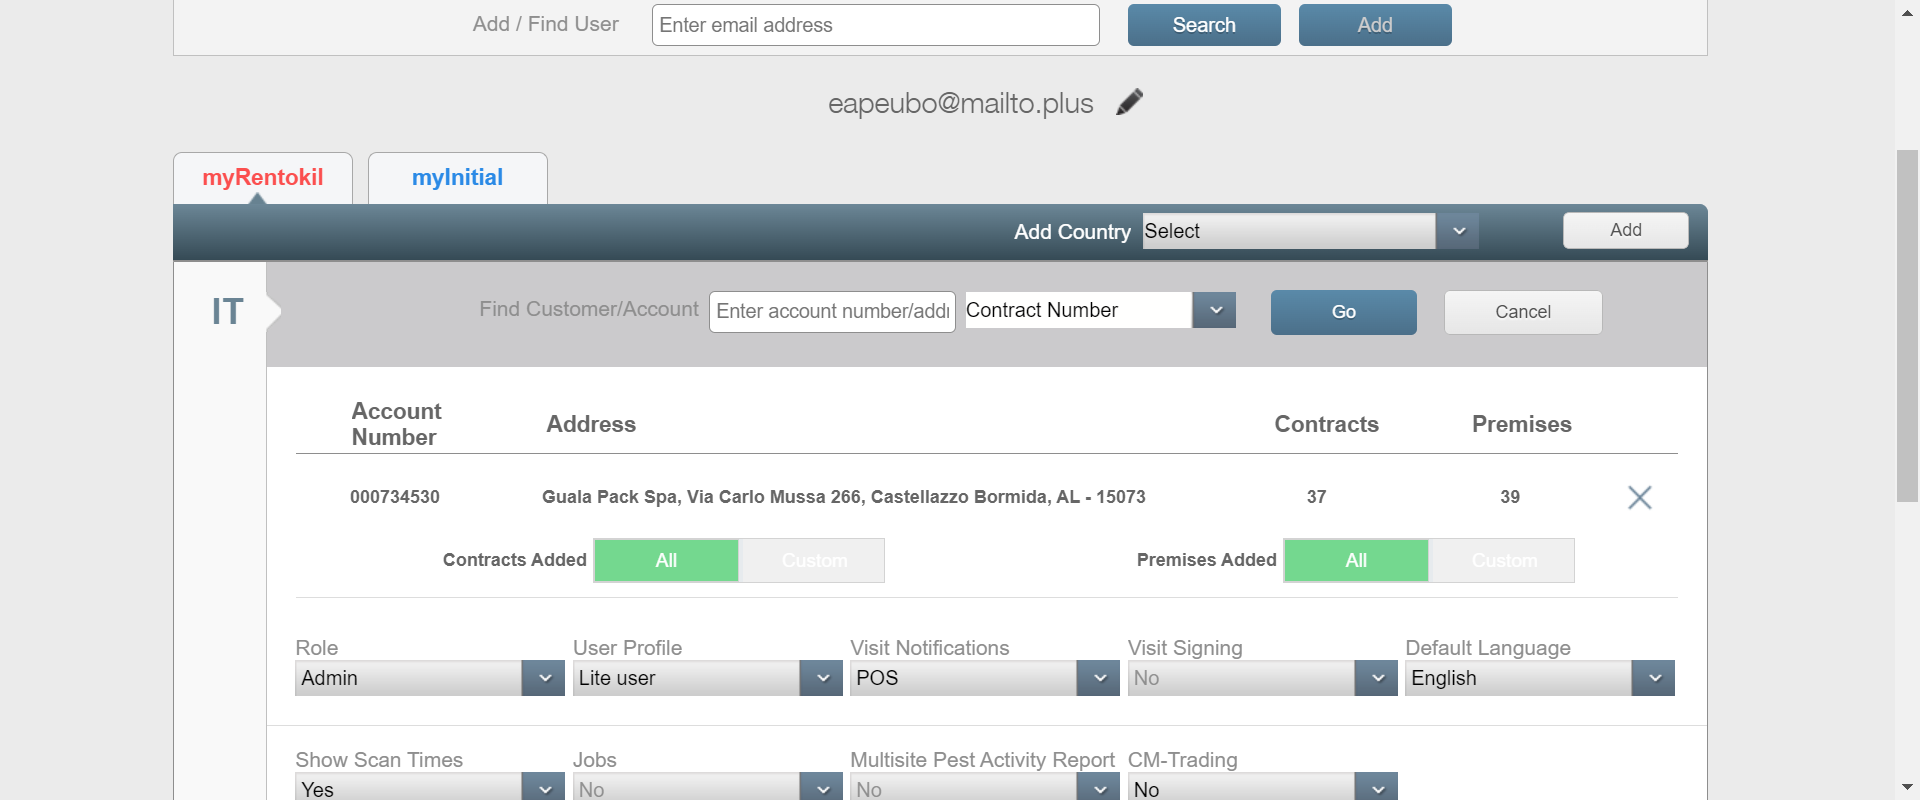 Add / Find User Enter email address Search Add
eapeubo@mailto.plus
myRentokil myInitial
Add Country Select Add
IT Find Customer/Account Enter account number/addr Contract Number Go Cancel
Account Number Address Contracts Premises
000734530 Guala Pack Spa, Via Carlo Mussa 266, Castellazzo Bormida, AL - 15073 37 39
Contracts Added All Custom Premises Added All Custom
Role User Profile Visit Notifications Visit Signing Default Language
Admin Lite user POS No English
Show Scan Times Jobs Multisite Pest Activity Report CM-Trading
Yes No No No